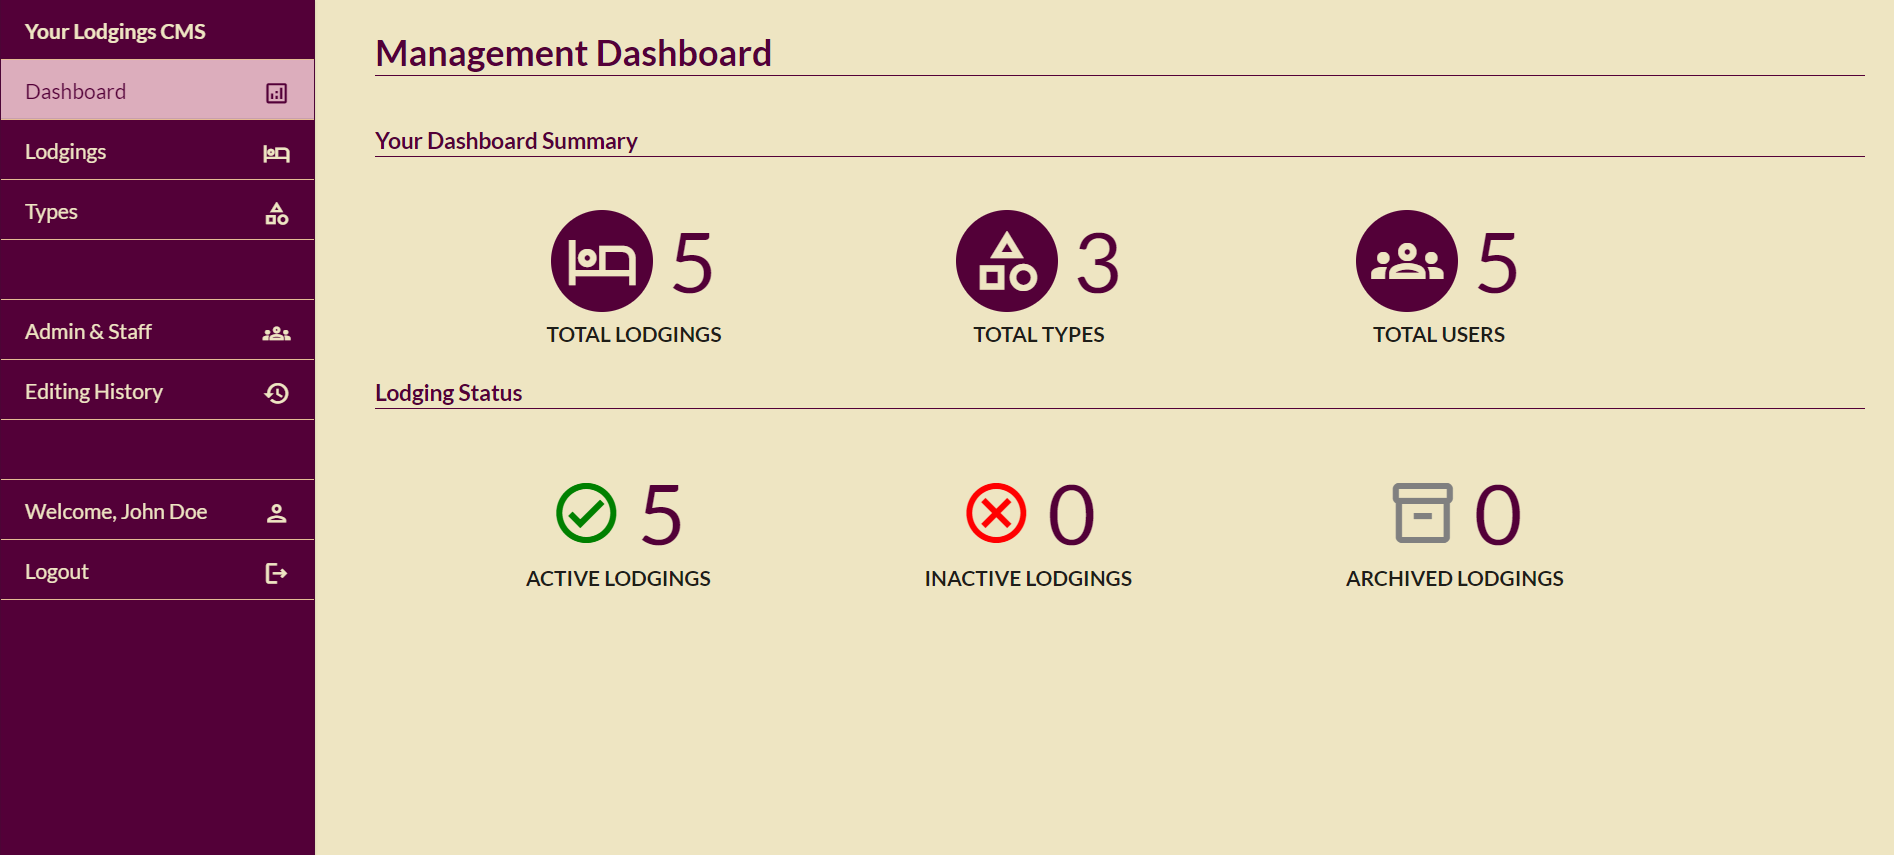 Your Lodgings CMS
Dashboard
Lodgings
Types
Admin & Staff
Editing History
Welcome, John Doe
Logout
Management Dashboard
Your Dashboard Summary
5
3
5
TOTAL LODGINGS
TOTAL TYPES
TOTAL USERS
Lodging Status
5
0
0
ACTIVE LODGINGS
INACTIVE LODGINGS
ARCHIVED LODGINGS